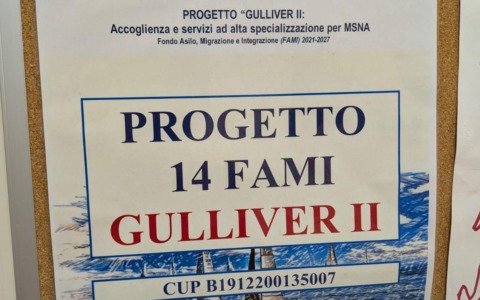 PROGETTO "GULLIVER II:
Accoglienza e servizi ad alta specializzazione per MSNA
Fondo Asilo, Migrazione e Integrazione (FAMI) 2021-2027
PROGETTO
14 FAMI
GULLIVER II
CUP B1912200135007